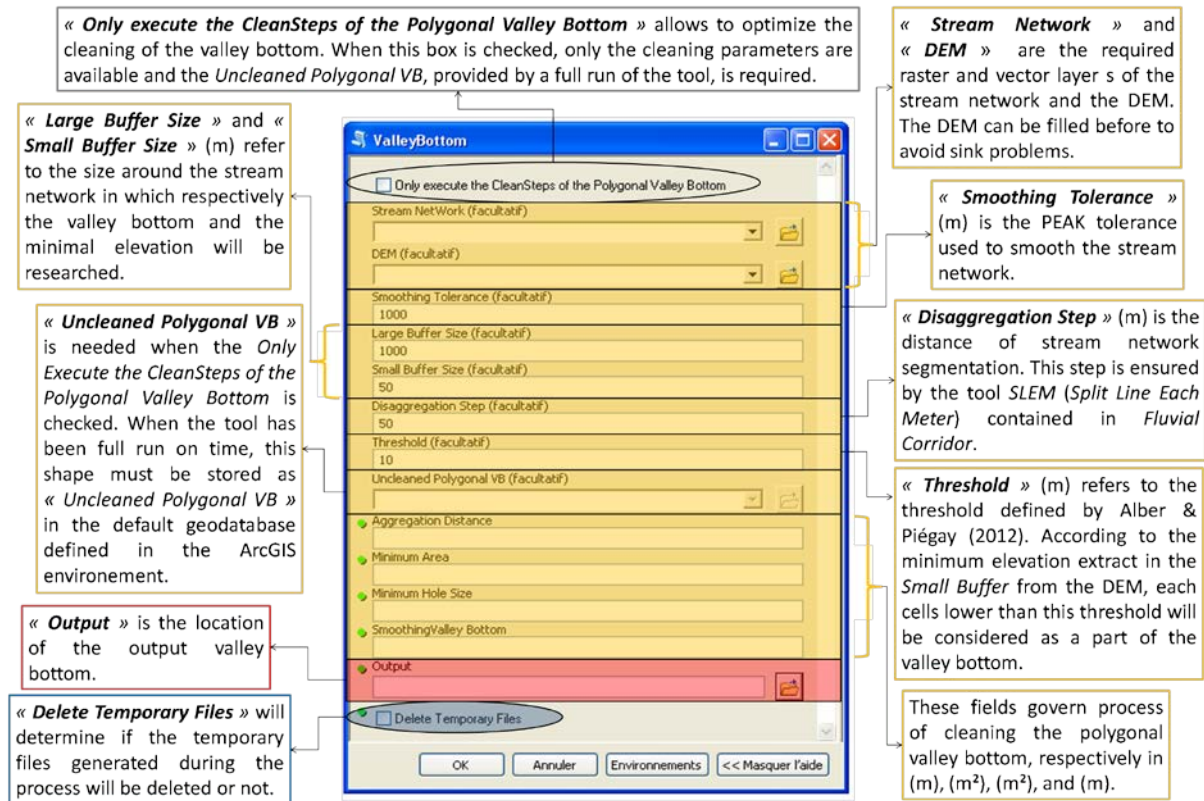 « Only execute the CleanSteps of the Polygonal Valley Bottom » allows to optimize the
cleaning of the valley bottom. When this box is checked, only the cleaning parameters are
available and the Uncleaned Polygonal VB, provided by a full run of the tool, is required.
« Stream Network » and
« DEM » are the required
raster and vector layer s of the
stream network and the DEM.
The DEM can be filled before to
avoid sink problems.
« Large Buffer Size » and «
Small Buffer Size » (m) refer
to the size around the stream
network in which respectively
the valley bottom and the
minimal elevation will be
researched.
« Smoothing Tolerance »
(m) is the PEAK tolerance
used to smooth the stream
network.
« Uncleaned Polygonal VB »
is needed when the Only
Execute the CleanSteps of the
Polygonal Valley Bottom is
checked. When the tool has
been full run on time, this
shape must be stored as
« Uncleaned Polygonal VB »
in the default geodatabase
defined in the ArcGIS
environement.
« Disaggregation Step » (m) is the
distance of stream network
segmentation. This step is ensured
by the tool SLEM (Split Line Each
Meter) contained in Fluvial
Corridor.
« Threshold » (m) refers to the
threshold defined by Alber &
Piégay (2012). According to the
minimum elevation extract in the
Small Buffer from the DEM, each
cells lower than this threshold will
be considered as a part of the
valley bottom.
« Output » is the location
of the output valley
bottom.
« Delete Temporary Files » will
determine if the temporary
files generated during the
process will be deleted or not.
These fields govern process
of cleaning the polygonal
valley bottom, respectively in
(m), (m²), (m²), and (m).
ValleyBottom
Only execute the CleanSteps of the Polygonal Valley Bottom
Stream NetWork (facultatif)
DEM (facultatif)
Smoothing Tolerance (facultatif)
1000
Large Buffer Size (facultatif)
1000
Small Buffer Size (facultatif)
50
Disaggregation Step (facultatif)
50
Threshold (facultatif)
10
Uncleaned Polygonal VB (facultatif)
Aggregation Distance
Minimum Area
Minimum Hole Size
SmoothingValley Bottom
Output
Delete Temporary Files
OK
Annuler
Environnements
<< Masquer l'aide